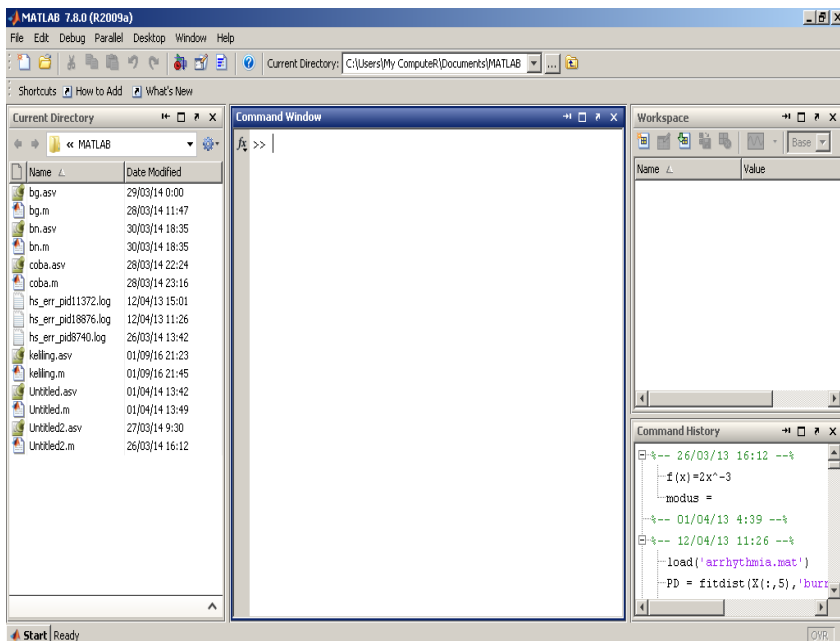 MATLAB 7.8.0 (R2009a)
File Edit Debug Parallel Desktop Window Help
Current Directory: C:\Users\My ComputeR\Documents\MATLAB ...
Shortcuts How to Add What's New
Current Directory
« MATLAB
Name Date Modified
bg.asv 29/03/14 0:00
bg.m 28/03/14 11:47
bn.asv 30/03/14 18:35
bn.m 30/03/14 18:35
coba.asv 28/03/14 22:24
coba.m 28/03/14 23:16
hs_err_pid11372.log 12/04/13 15:01
hs_err_pid18876.log 12/04/13 11:26
hs_err_pid8740.log 26/03/14 13:42
keliling.asv 01/09/16 21:23
keliling.m 01/09/16 21:45
Untitled.asv 01/04/14 13:42
Untitled.m 01/04/14 13:49
Untitled2.asv 27/03/14 9:30
Untitled2.m 26/03/14 16:12
Command Window
fx >>
Workspace
Base
Name Value
Command History
%-- 26/03/13 16:12 --%
f(x)=2x^-3
modus =
%-- 01/04/13 4:39 --%
%-- 12/04/13 11:26 --%
load('arrhythmia.mat')
PD = fitdist(X(:,5),'burr
Start Ready
OVR